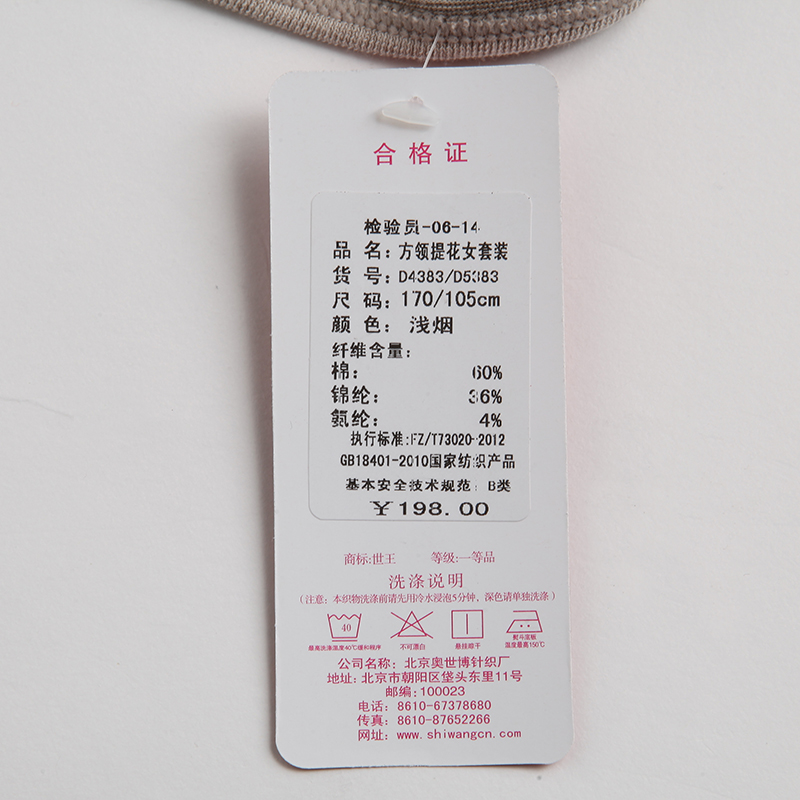 合格证
检验员-06-14
品 名：方领提花女套装
货 号：D4383/D5383
尺 码：170/105cm
颜 色： 浅烟
纤维含量：
棉： 60%
锦纶： 36%
氨纶： 4%
执行标准：FZ/T73020-2012
GB18401-2010国家纺织产品
基本安全技术规范： B类
￥198.00
商标:世王 等级:一等品
洗涤说明
（注意：本织物洗涤前请先用冷水浸泡5分钟，深色请单独洗涤）
40
最高洗涤温度40℃缓和程序 不可漂白 悬挂晾干 熨斗底板温度最高150℃
公司名称：北京奥世博针织厂
地址：北京市朝阳区垡头东里11号
邮编：100023
电话：8610-67378680
传真：8610-87652266
网址：www.shiwangcn.com